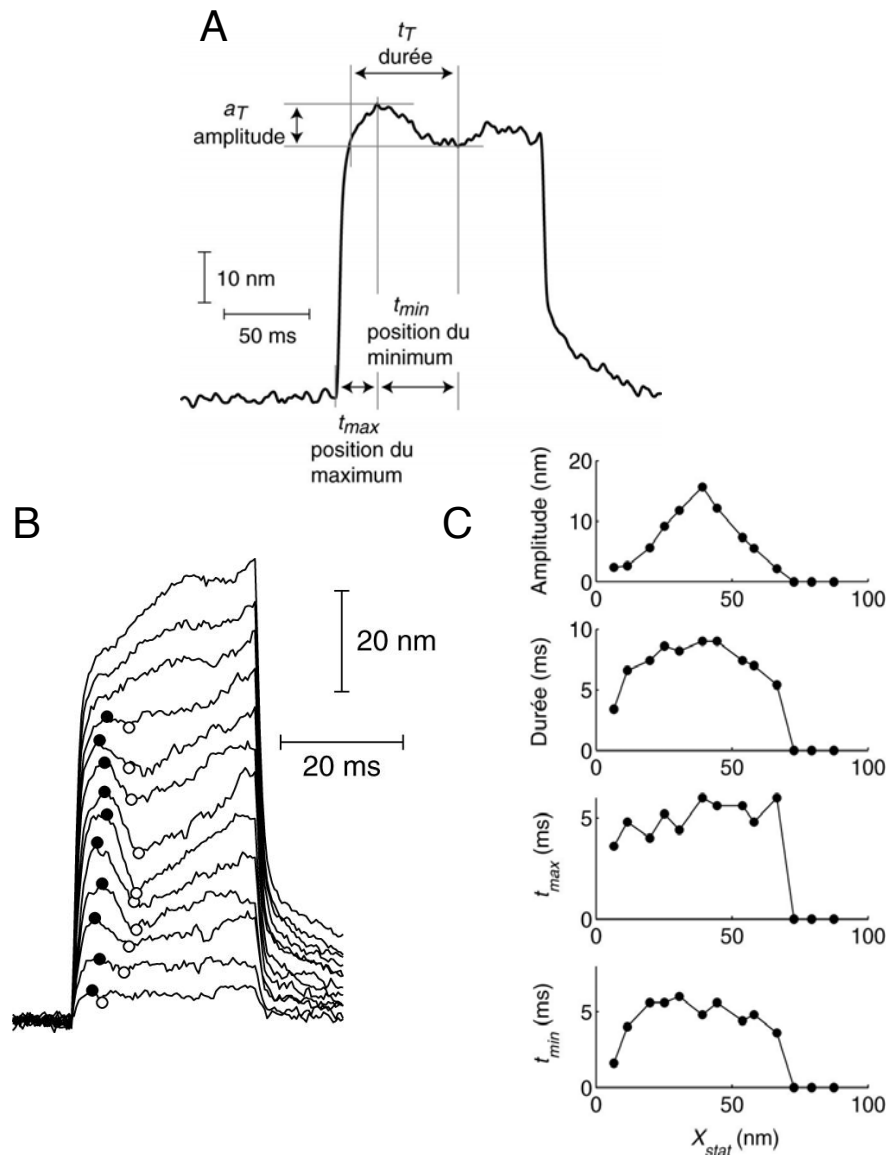 A
t_T
durée
a_T
amplitude
10 nm
50 ms
t_min
position du
minimum
t_max
position du
maximum
B
20 nm
20 ms
C
20
10
0
Amplitude (nm)
0 50 100
10
5
0
Durée (ms)
0 50 100
5
0
t_max (ms)
0 50 100
5
0
t_min (ms)
0 50 100
X_stat (nm)